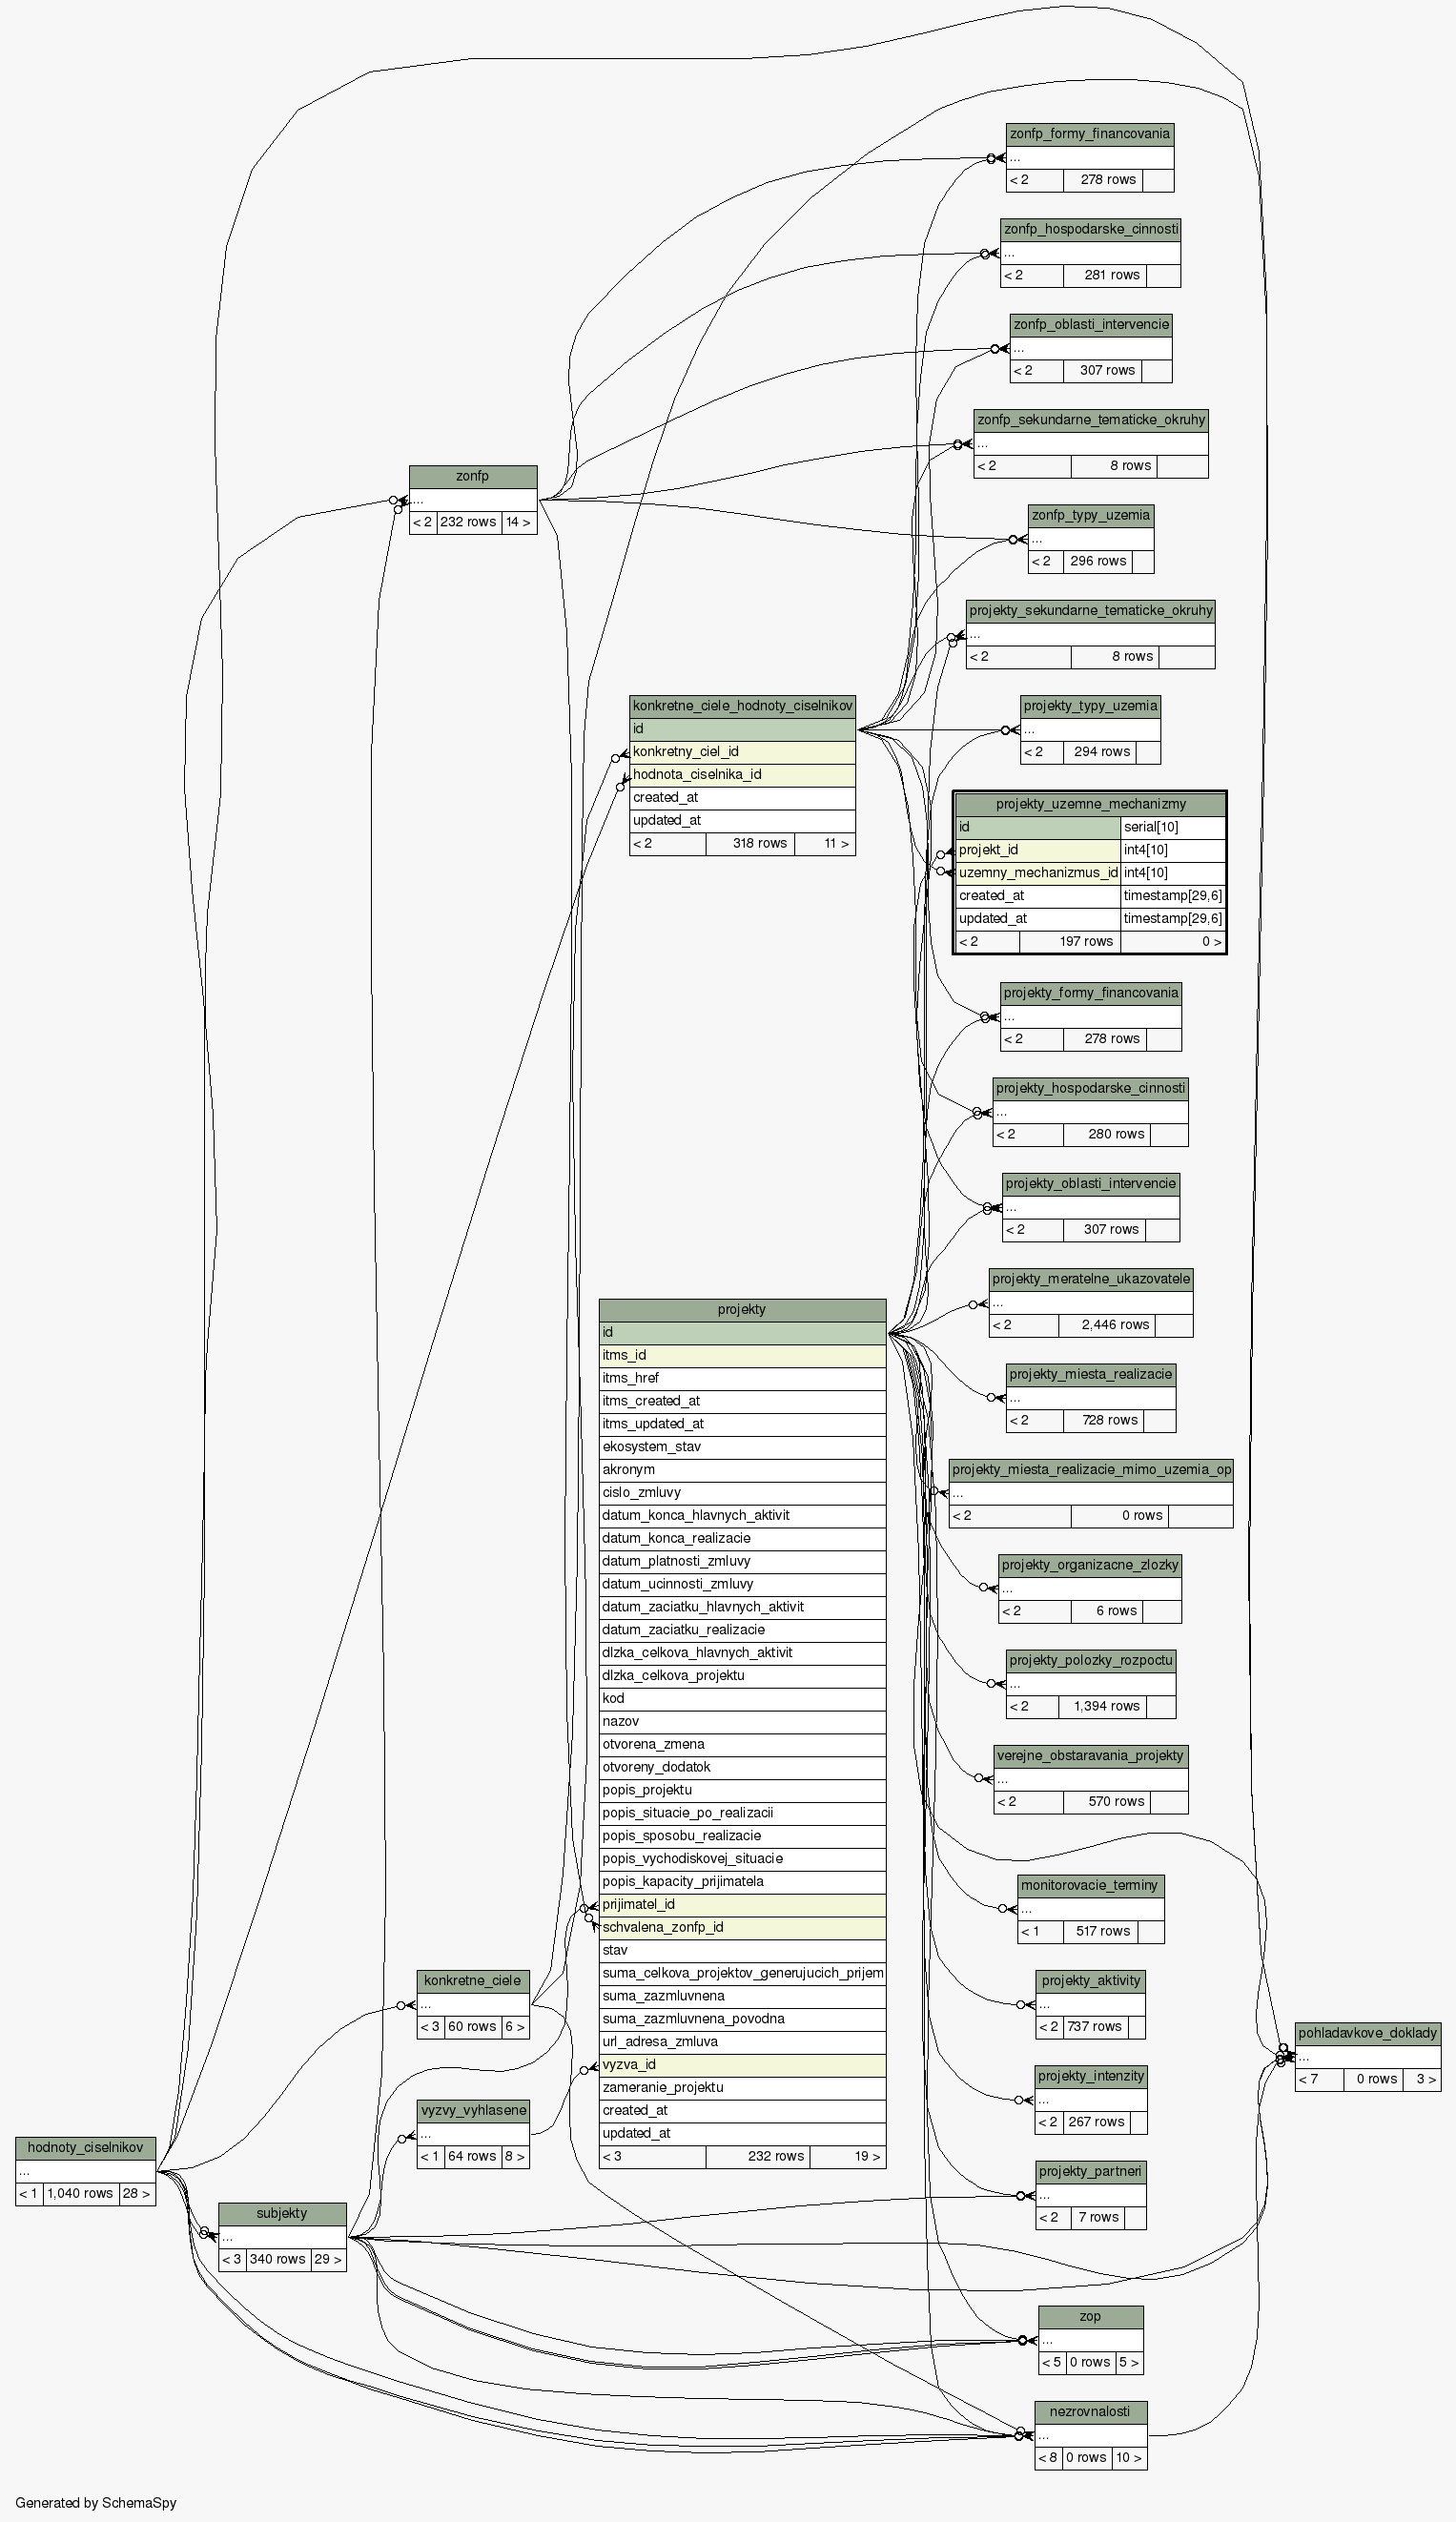 zonfp_formy_financovania
...
< 2 278 rows
zonfp_hospodarske_cinnosti
...
< 2 281 rows
zonfp_oblasti_intervencie
...
< 2 307 rows
zonfp_sekundarne_tematicke_okruhy
...
< 2 8 rows
zonfp
...
< 2 232 rows 14 >
zonfp_typy_uzemia
...
< 2 296 rows
projekty_sekundarne_tematicke_okruhy
...
< 2 8 rows
konkretne_ciele_hodnoty_ciselnikov
id
konkretny_ciel_id
hodnota_ciselnika_id
created_at
updated_at
< 2 318 rows 11 >
projekty_typy_uzemia
...
< 2 294 rows
projekty_uzemne_mechanizmy
id serial[10]
projekt_id int4[10]
uzemny_mechanizmus_id int4[10]
created_at timestamp[29,6]
updated_at timestamp[29,6]
< 2 197 rows 0 >
projekty_formy_financovania
...
< 2 278 rows
projekty_hospodarske_cinnosti
...
< 2 280 rows
projekty_oblasti_intervencie
...
< 2 307 rows
projekty_meratelne_ukazovatele
...
< 2 2,446 rows
projekty_miesta_realizacie
...
< 2 728 rows
projekty_miesta_realizacie_mimo_uzemia_op
...
< 2 0 rows
projekty_organizacne_zlozky
...
< 2 6 rows
projekty_polozky_rozpoctu
...
< 2 1,394 rows
verejne_obstaravania_projekty
...
< 2 570 rows
monitorovacie_terminy
...
< 1 517 rows
projekty_aktivity
...
< 2 737 rows
projekty_intenzity
...
< 2 267 rows
projekty_partneri
...
< 2 7 rows
projekty
id
itms_id
itms_href
itms_created_at
itms_updated_at
ekosystem_stav
akronym
cislo_zmluvy
datum_konca_hlavnych_aktivit
datum_konca_realizacie
datum_platnosti_zmluvy
datum_ucinnosti_zmluvy
datum_zaciatku_hlavnych_aktivit
datum_zaciatku_realizacie
dlzka_celkova_hlavnych_aktivit
dlzka_celkova_projektu
kod
nazov
otvorena_zmena
otvoreny_dodatok
popis_projektu
popis_situacie_po_realizacii
popis_sposobu_realizacie
popis_vychodiskovej_situacie
popis_kapacity_prijimatela
prijimatel_id
schvalena_zonfp_id
stav
suma_celkova_projektov_generujucich_prijem
suma_zazmluvnena
suma_zazmluvnena_povodna
url_adresa_zmluva
vyzva_id
zameranie_projektu
created_at
updated_at
< 3 232 rows 19 >
konkretne_ciele
...
< 3 60 rows 6 >
pohladavkove_doklady
...
< 7 0 rows 3 >
vyzvy_vyhlasene
...
< 1 64 rows 8 >
hodnoty_ciselnikov
...
< 1 1,040 rows 28 >
subjekty
...
< 3 340 rows 29 >
zop
...
< 5 0 rows 5 >
nezrovnalosti
...
< 8 0 rows 10 >
Generated by SchemaSpy